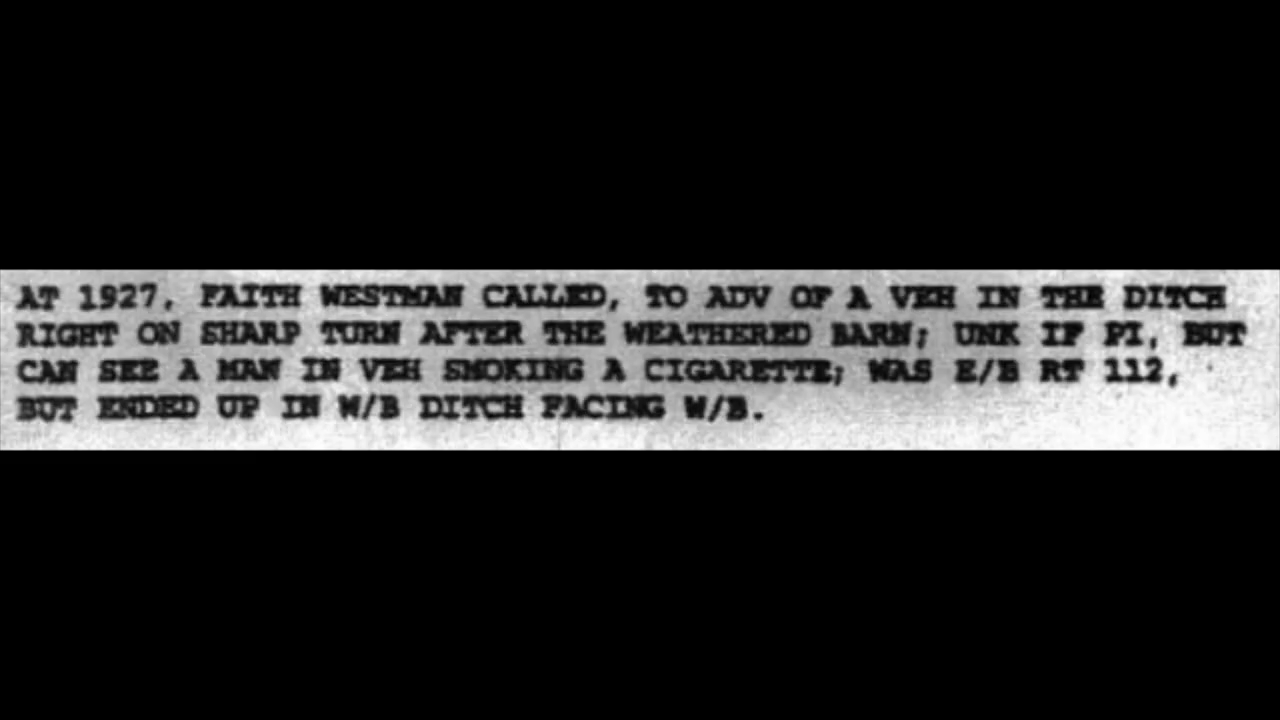 AT 1927, FAITH WESTMAN CALLED, TO ADV OF A VEH IN THE DITCH
RIGHT ON SHARP TURN AFTER THE WEATHERED BARN; UNK IF PI, BUT
CAN SEE A MAN IN VEH SMOKING A CIGARETTE; WAS E/B RT 112,
BUT ENDED UP IN W/B DITCH FACING W/B.